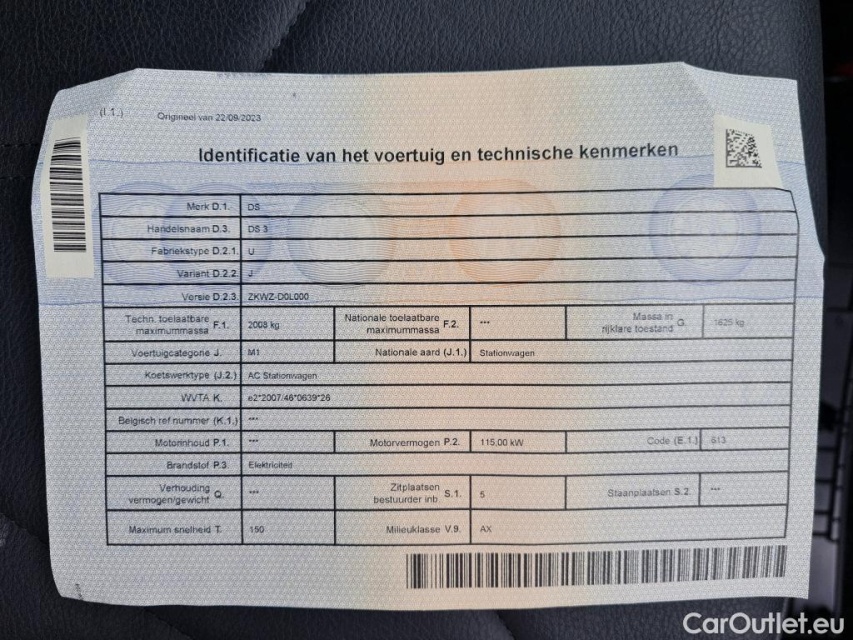 (I.1.) Origineel van 22/09/2023
Identificatie van het voertuig en technische kenmerken
Merk D.1. DS
Handelsnaam D.3. DS 3
Fabriekstype D.2.1. U
Variant D.2.2. J
Versie D.2.3. ZKWZ-D0L000
Techn. toelaatbare maximummassa F.1. 2008 kg Nationale toelaatbare maximummassa F.2. --- Massa in rijklare toestand G. 1625 kg
Voertuigcategorie J. M1 Nationale aard (J.1.) Stationwagen
Koetswerktype (J.2.) AC Stationwagen
WVTA K. e2*2007/46*0639*26
Belgisch ref.nummer (K.1.) ---
Motorinhoud P.1. --- Motorvermogen P.2. 115,00 kW Code (E.1.) 613
Brandstof P.3. Elektriciteit
Verhouding vermogen/gewicht Q. --- Zitplaatsen bestuurder inb. S.1. 5 Staanplaatsen S.2. ---
Maximum snelheid T. 150 Milieuklasse V.9. AX
CarOutlet.eu